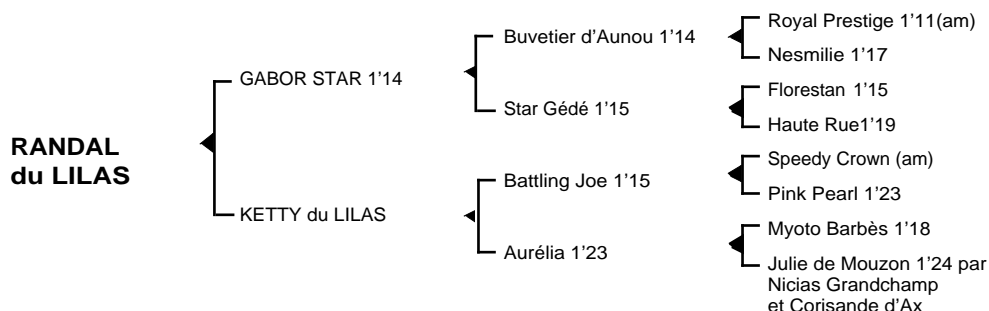 RANDAL
du LILAS
GABOR STAR 1’14
KETTY du LILAS
Buvetier d’Aunou 1’14
Star Gédé 1’15
Battling Joe 1’15
Aurélia 1’23
Royal Prestige 1’11(am)
Nesmilie 1’17
Florestan 1’15
Haute Rue1’19
Speedy Crown (am)
Pink Pearl 1’23
Myoto Barbès 1’18
Julie de Mouzon 1’24 par
Nicias Grandchamp
et Corisande d’Ax